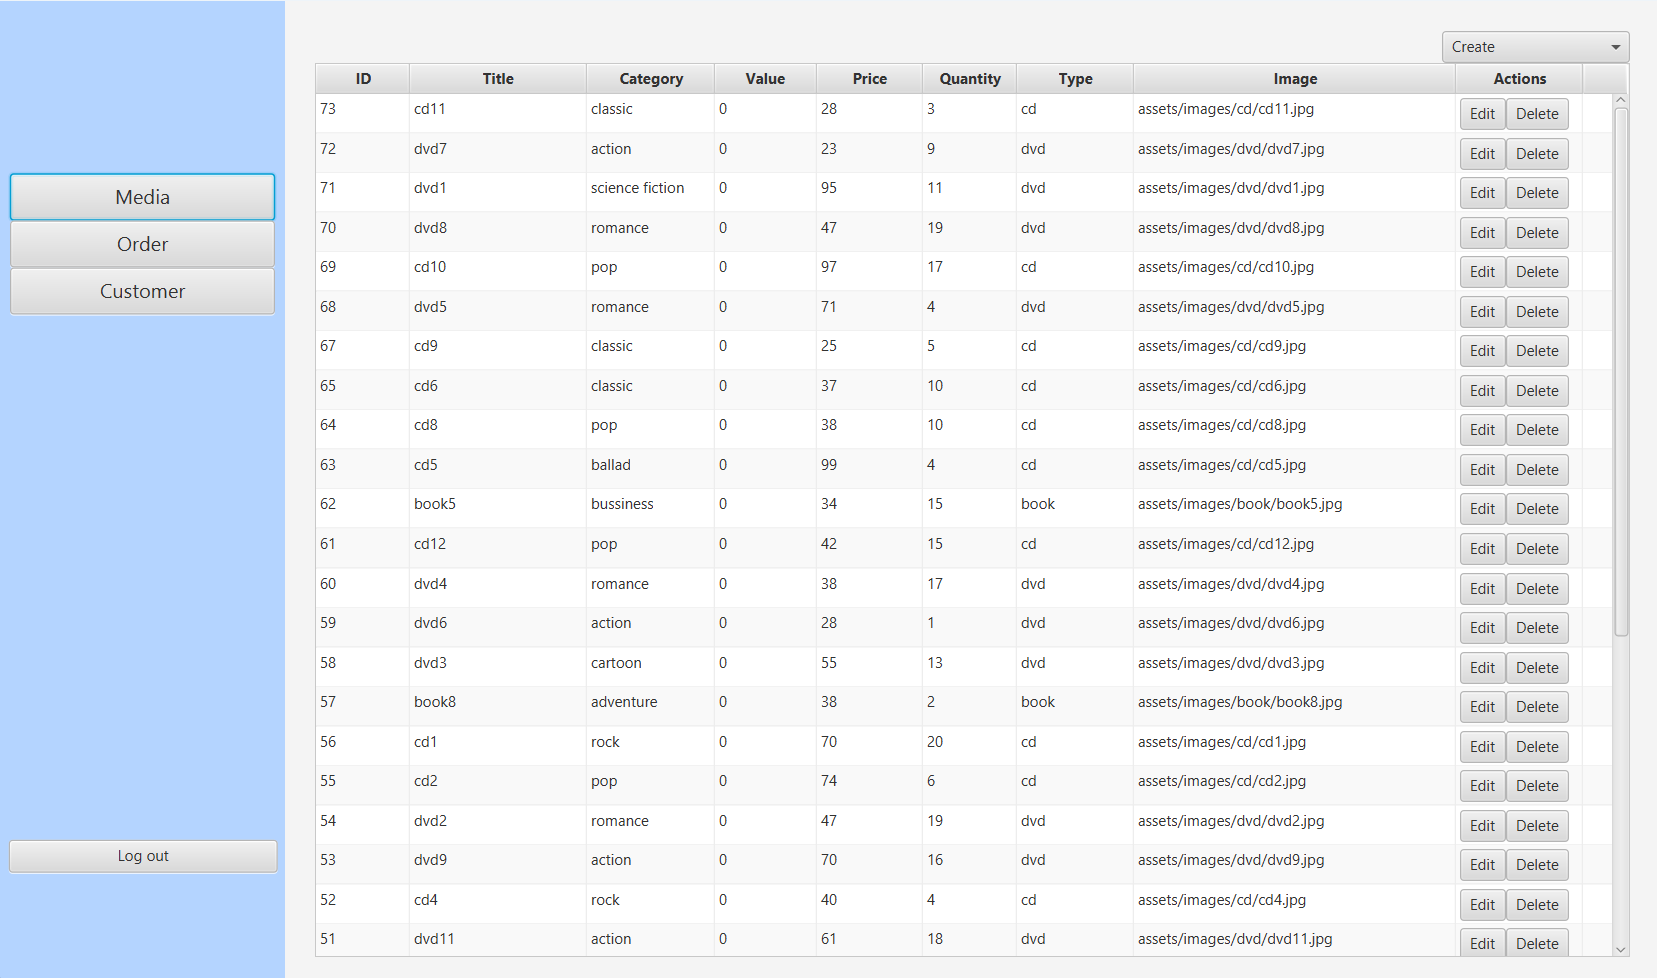 Media
Order
Customer
Log out
Create
ID Title Category Value Price Quantity Type Image Actions
73 cd11 classic 0 28 3 cd assets/images/cd/cd11.jpg Edit Delete
72 dvd7 action 0 23 9 dvd assets/images/dvd/dvd7.jpg Edit Delete
71 dvd1 science fiction 0 95 11 dvd assets/images/dvd/dvd1.jpg Edit Delete
70 dvd8 romance 0 47 19 dvd assets/images/dvd/dvd8.jpg Edit Delete
69 cd10 pop 0 97 17 cd assets/images/cd/cd10.jpg Edit Delete
68 dvd5 romance 0 71 4 dvd assets/images/dvd/dvd5.jpg Edit Delete
67 cd9 classic 0 25 5 cd assets/images/cd/cd9.jpg Edit Delete
65 cd6 classic 0 37 10 cd assets/images/cd/cd6.jpg Edit Delete
64 cd8 pop 0 38 10 cd assets/images/cd/cd8.jpg Edit Delete
63 cd5 ballad 0 99 4 cd assets/images/cd/cd5.jpg Edit Delete
62 book5 bussiness 0 34 15 book assets/images/book/book5.jpg Edit Delete
61 cd12 pop 0 42 15 cd assets/images/cd/cd12.jpg Edit Delete
60 dvd4 romance 0 38 17 dvd assets/images/dvd/dvd4.jpg Edit Delete
59 dvd6 action 0 28 1 dvd assets/images/dvd/dvd6.jpg Edit Delete
58 dvd3 cartoon 0 55 13 dvd assets/images/dvd/dvd3.jpg Edit Delete
57 book8 adventure 0 38 2 book assets/images/book/book8.jpg Edit Delete
56 cd1 rock 0 70 20 cd assets/images/cd/cd1.jpg Edit Delete
55 cd2 pop 0 74 6 cd assets/images/cd/cd2.jpg Edit Delete
54 dvd2 romance 0 47 19 dvd assets/images/dvd/dvd2.jpg Edit Delete
53 dvd9 action 0 70 16 dvd assets/images/dvd/dvd9.jpg Edit Delete
52 cd4 rock 0 40 4 cd assets/images/cd/cd4.jpg Edit Delete
51 dvd11 action 0 61 18 dvd assets/images/dvd/dvd11.jpg Edit Delete